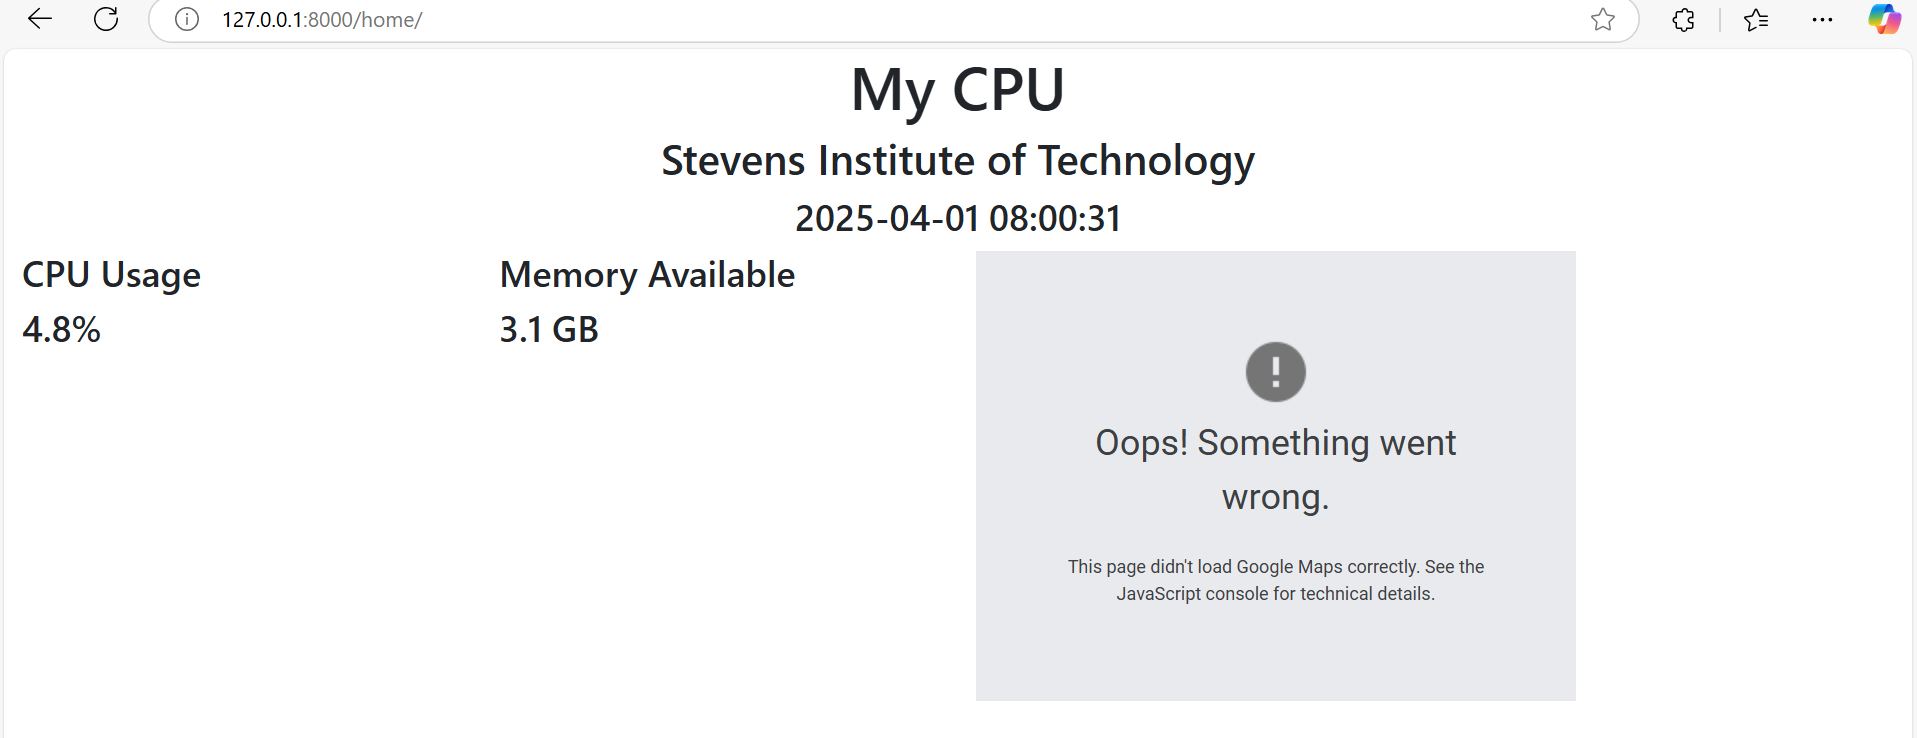 127.0.0.1:8000/home/
My CPU
Stevens Institute of Technology
2025-04-01 08:00:31
CPU Usage
4.8%
Memory Available
3.1 GB
Oops! Something went
wrong.
This page didn't load Google Maps correctly. See the
JavaScript console for technical details.